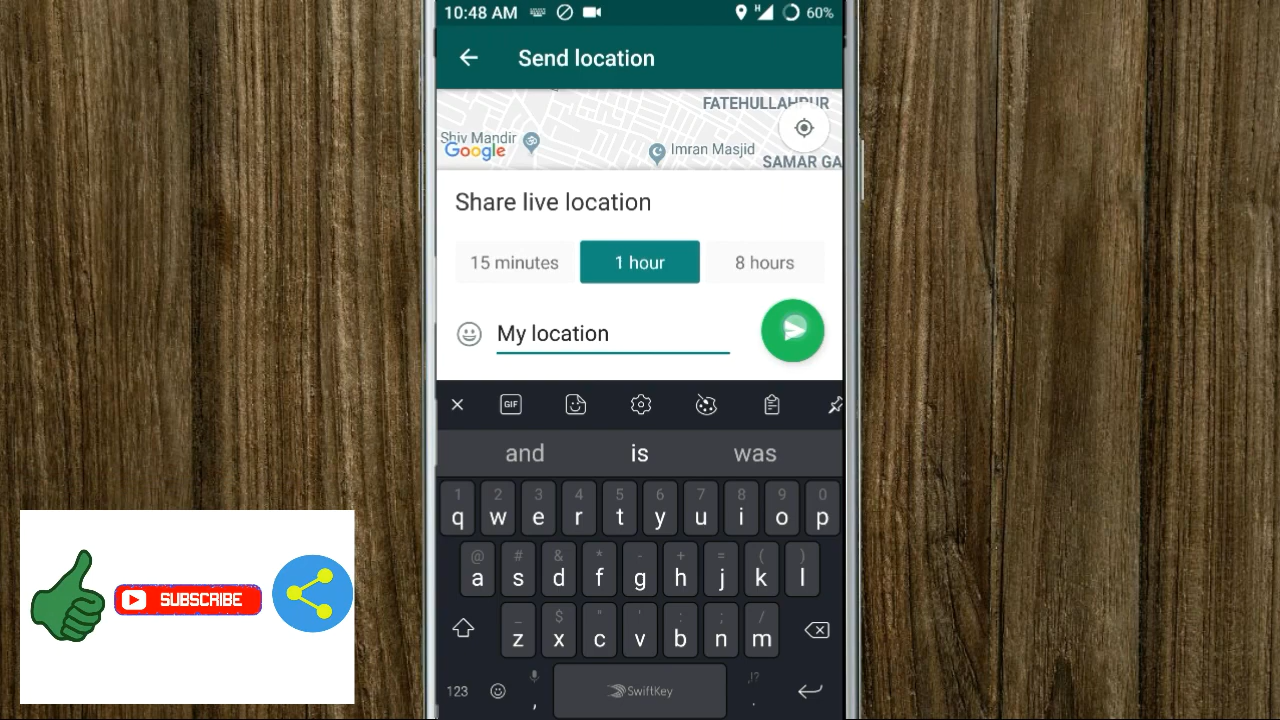 10:48 AM H 60%
Send location
FATEHULLAHPUR
Shiv Mandir
Google
Imran Masjid
SAMAR GA
Share live location
15 minutes 1 hour 8 hours
My location
GIF
and is was
1 2 3 4 5 6 7 8 9 0
q w e r t y u i o p
@ # & * - + = ( )
a s d f g h j k l
_ $ " ' : ; /
z x c v b n m
123 , SwiftKey ,!? .
SUBSCRIBE